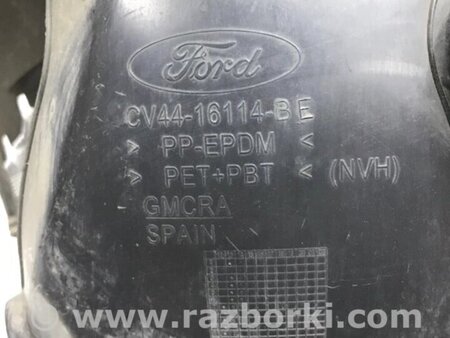 Ford
CV44-16114-BE
> PP-EPDM <
> PET+PBT < (NVH)
GMCRA
SPAIN
www.razborki.com